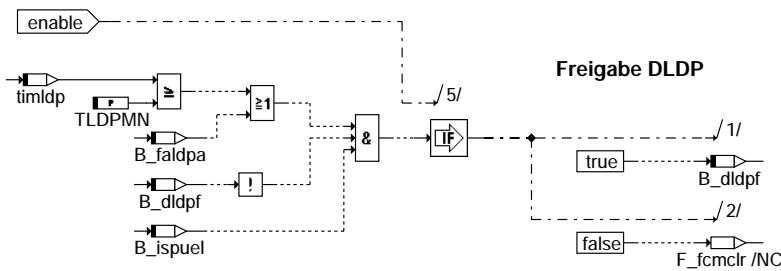 enable
5/
Freigabe DLDP
timldp
≥
P
TLDPMN
≥1
1/
B_faldpa
&
IF
true
B_dldpf
B_dldpf
!
2/
B_ispuel
false
F_fcmclr /NC